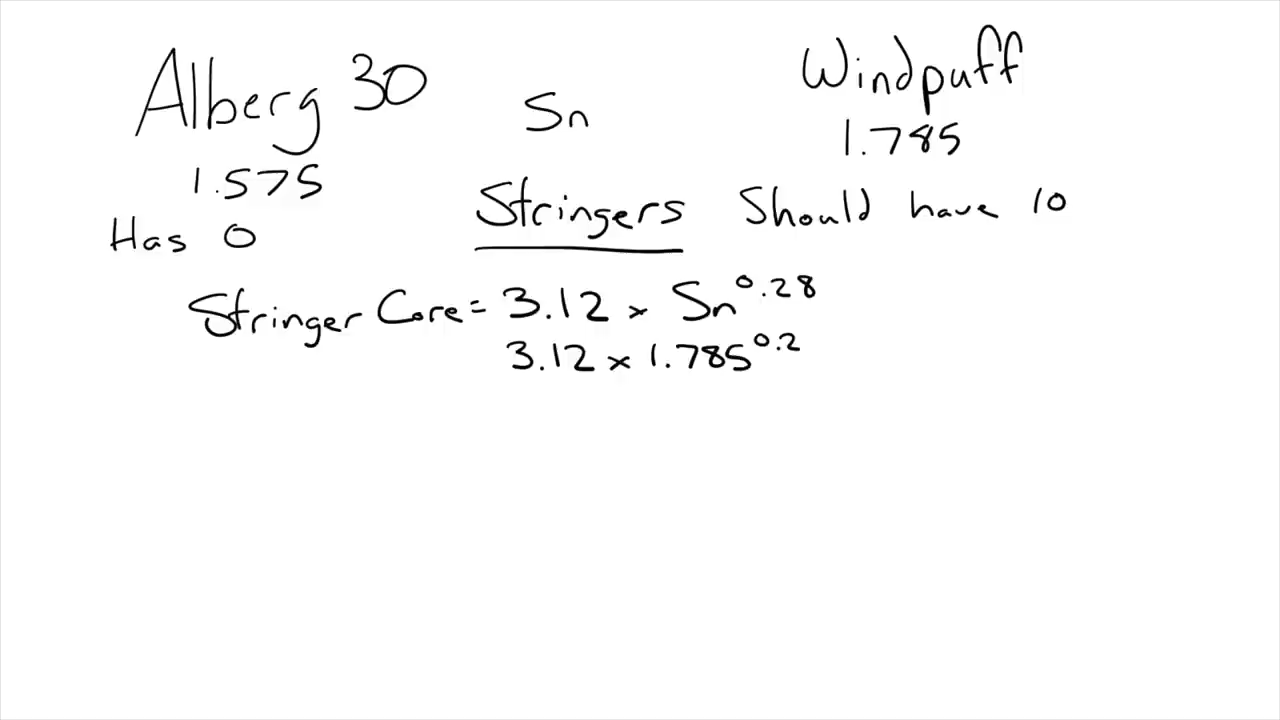 Alberg 30
1.575
Has 0
Sn
Windpuff
1.785
Stringers
Should have 10
Stringer Core = 3.12 × Sn^0.28
3.12 × 1.785^0.2